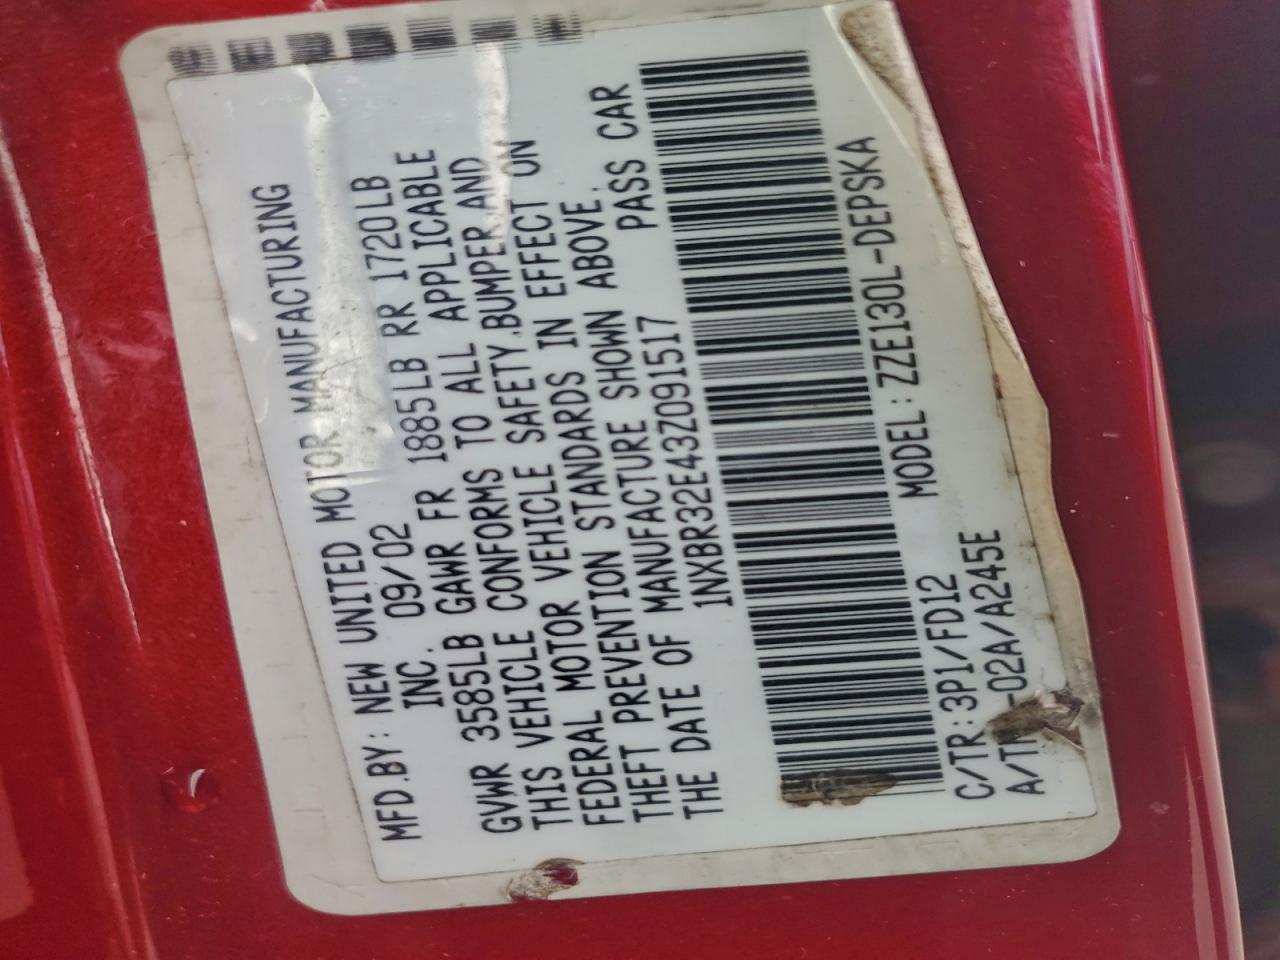 MFD.BY: NEW UNITED MOTOR MANUFACTURING
INC. 09/02
GVWR 3585LB GAWR FR 1885LB RR 1720LB
THIS VEHICLE CONFORMS TO ALL APPLICABLE
FEDERAL MOTOR VEHICLE SAFETY,BUMPER,AND
THEFT PREVENTION STANDARDS IN EFFECT ON
THE DATE OF MANUFACTURE SHOWN ABOVE.
1NXBR32E43Z091517 PASS CAR
C/TR:3P1/FD12 MODEL:ZZE130L-DEPSKA
-02A/A245E